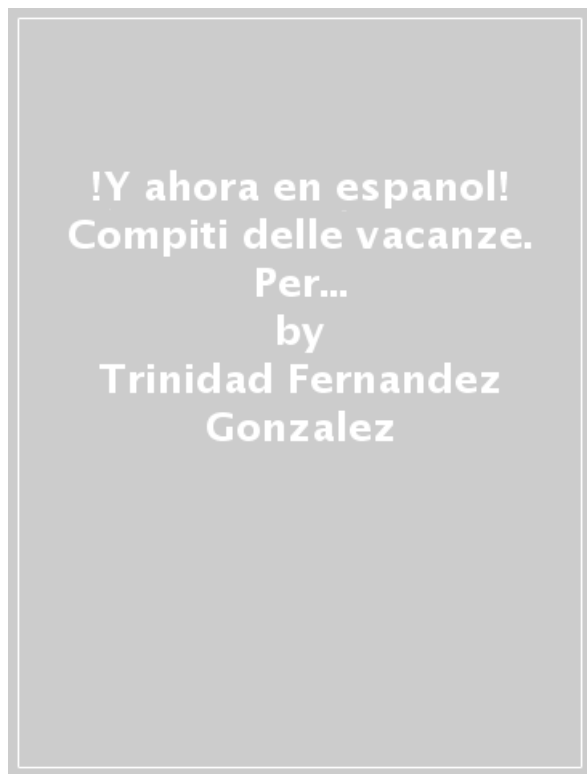 !Y ahora en espanol!
Compiti delle vacanze.
Per...
by
Trinidad Fernandez
Gonzalez